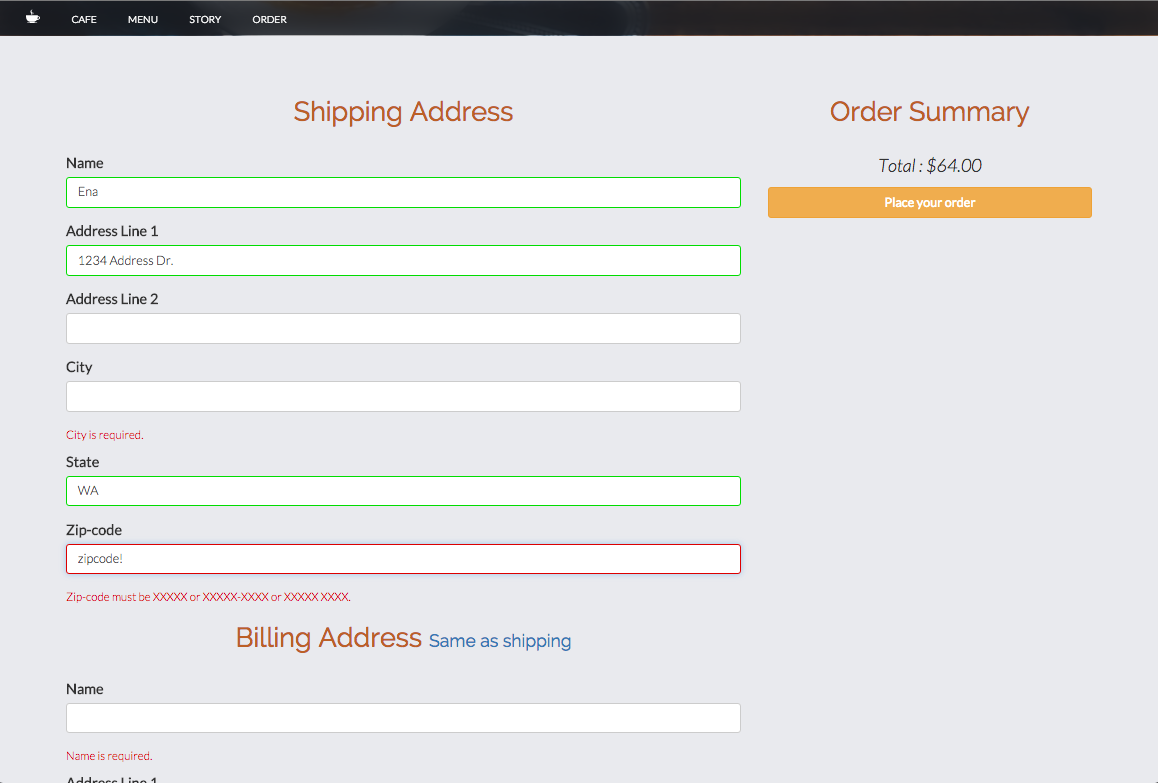 CAFE MENU STORY ORDER
Shipping Address
Name
Ena
Address Line 1
1234 Address Dr.
Address Line 2
City
City is required.
State
WA
Zip-code
zipcode!
Zip-code must be XXXXX or XXXXX-XXXX or XXXXX XXXX.
Billing Address Same as shipping
Name
Name is required.
Address Line 1
Order Summary
Total : $64.00
Place your order